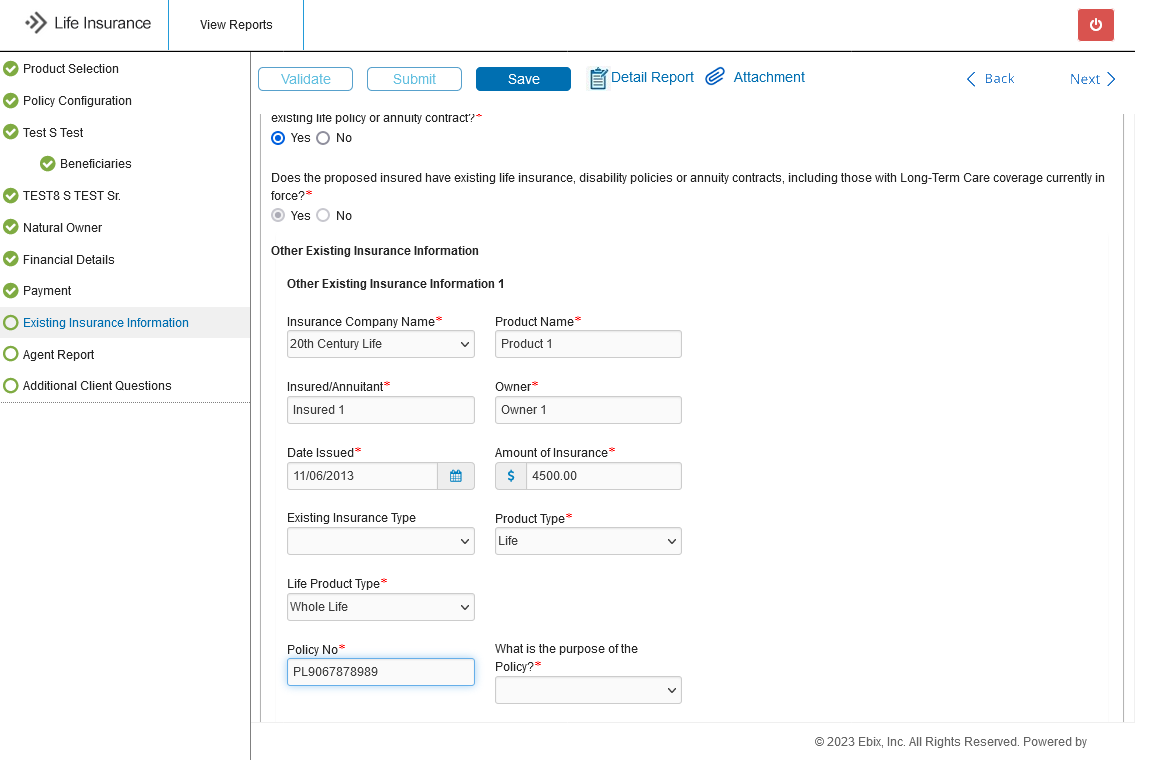 Life Insurance
View Reports
Product Selection
Policy Configuration
Test S Test
Beneficiaries
TEST8 S TEST Sr.
Natural Owner
Financial Details
Payment
Existing Insurance Information
Agent Report
Additional Client Questions
Validate
Submit
Save
Detail Report
Attachment
Back
Next
existing life policy or annuity contract?*
Yes No
Does the proposed insured have existing life insurance, disability policies or annuity contracts, including those with Long-Term Care coverage currently in
force?*
Yes No
Other Existing Insurance Information
Other Existing Insurance Information 1
Insurance Company Name* Product Name*
20th Century Life Product 1
Insured/Annuitant* Owner*
Insured 1 Owner 1
Date Issued* Amount of Insurance*
11/06/2013 $ 4500.00
Existing Insurance Type Product Type*
Life
Life Product Type*
Whole Life
Policy No* What is the purpose of the
Policy?*
PL9067878989
© 2023 Ebix, Inc. All Rights Reserved. Powered by